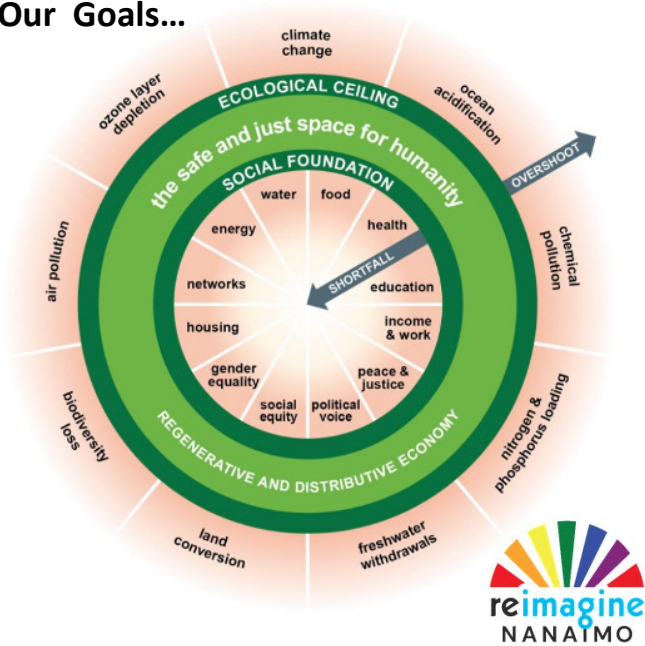 Our Goals...
climate
change
ozone layer
depletion
ocean
acidification
ECOLOGICAL CEILING
the safe and just space for humanity
SOCIAL FOUNDATION
OVERSHOOT
water
food
energy
health
SHORTFALL
air pollution
chemical
pollution
networks
education
housing
income
& work
gender
equality
peace &
justice
social
equity
political
voice
biodiversity
loss
nitrogen &
phosphorus loading
REGENERATIVE AND DISTRIBUTIVE ECONOMY
land
conversion
freshwater
withdrawals
reimagine
NANAIMO